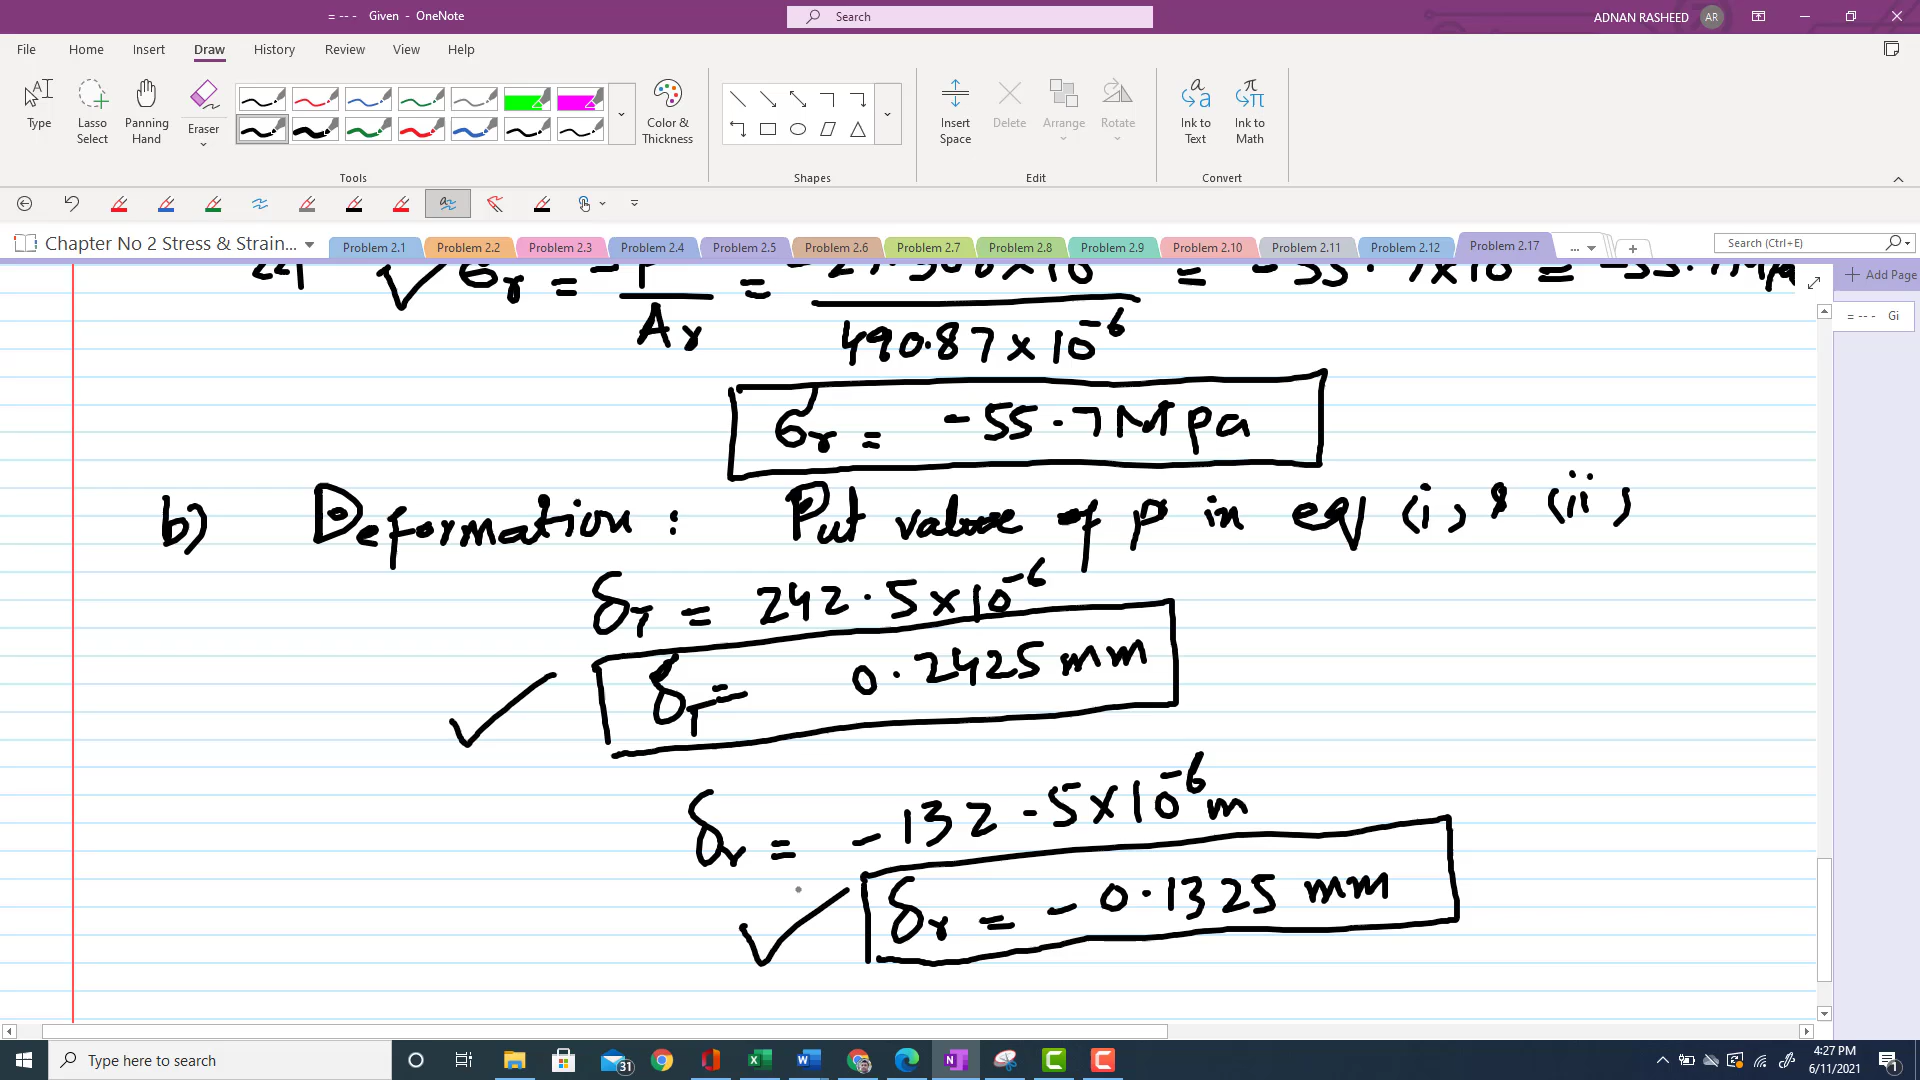 = -- - Given - OneNote
Search
ADNAN RASHEED AR
File Home Insert Draw History Review View Help
Type
Lasso Select
Panning Hand
Eraser
Color & Thickness
Insert Space
Delete
Arrange
Rotate
Ink to Text
Ink to Math
Tools
Shapes
Edit
Convert
Chapter No 2 Stress & Strain...
Problem 2.1 Problem 2.2 Problem 2.3 Problem 2.4 Problem 2.5 Problem 2.6 Problem 2.7 Problem 2.8 Problem 2.9 Problem 2.10 Problem 2.11 Problem 2.12 Problem 2.17 ...
Search (Ctrl+E)
Add Page
= -- - Gi
σr = -P/Ar = / 490.87 x 10^-6
σr = -55.7 MPa
b) Deformation : Put value of P in eq (i) & (ii)
δT = 242.5 x 10^-6
δT = 0.2425 mm
δr = -132.5 x 10^-6 m
δr = -0.1325 mm
Type here to search
31
4:27 PM
6/11/2021
1